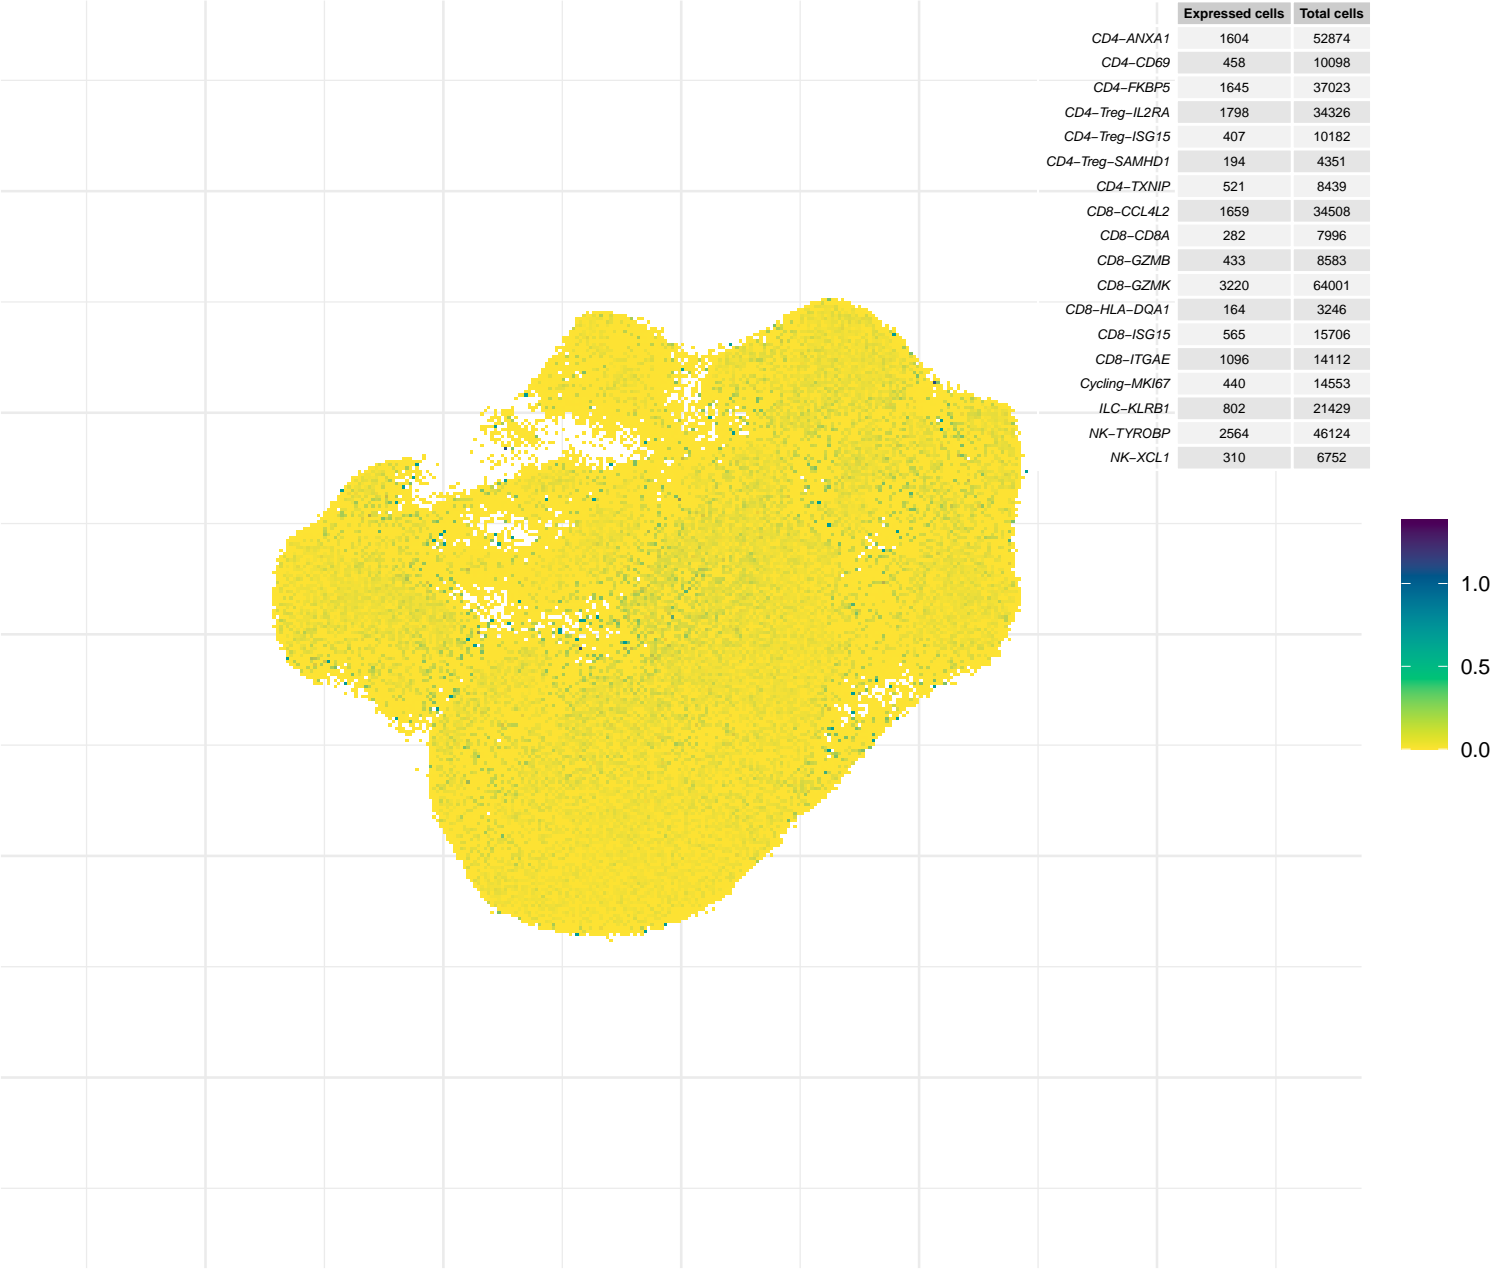 Expressed cells Total cells
CD4−ANXA1 1604 52874
CD4−CD69 458 10098
CD4−FKBP5 1645 37023
CD4−Treg−IL2RA 1798 34326
CD4−Treg−ISG15 407 10182
CD4−Treg−SAMHD1 194 4351
CD4−TXNIP 521 8439
CD8−CCL4L2 1659 34508
CD8−CD8A 282 7996
CD8−GZMB 433 8583
CD8−GZMK 3220 64001
CD8−HLA−DQA1 164 3246
CD8−ISG15 565 15706
CD8−ITGAE 1096 14112
Cycling−MKI67 440 14553
ILC−KLRB1 802 21429
NK−TYROBP 2564 46124
NK−XCL1 310 6752
1.0
0.5
0.0